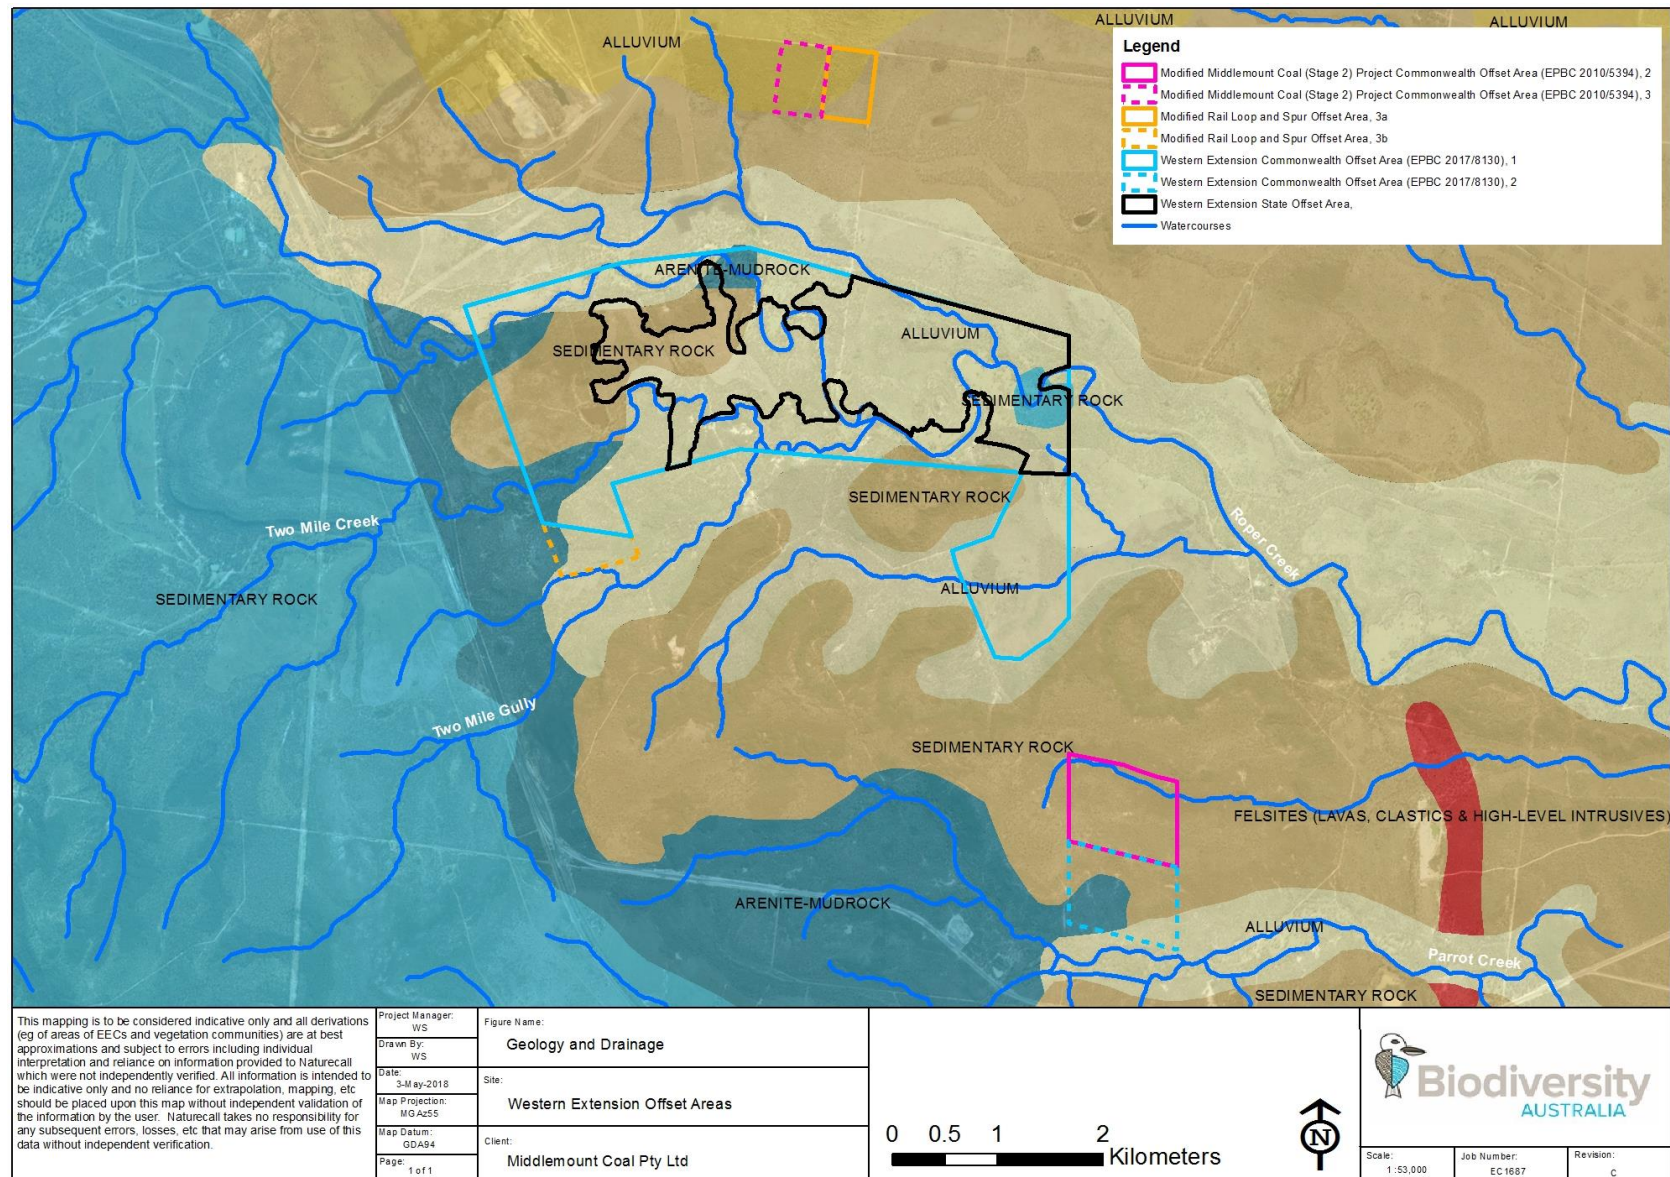 ALLUVIUM
ALLUVIUM
ALLUVIUM
Legend
Modified Middlemount Coal (Stage 2) Project Commonwealth Offset Area (EPBC 2010/5394), 2
Modified Middlemount Coal (Stage 2) Project Commonwealth Offset Area (EPBC 2010/5394), 3
Modified Rail Loop and Spur Offset Area, 3a
Modified Rail Loop and Spur Offset Area, 3b
Western Extension Commonwealth Offset Area (EPBC 2017/8130), 1
Western Extension Commonwealth Offset Area (EPBC 2017/8130), 2
Western Extension State Offset Area,
Watercourses
ARENITE-MUDROCK
ALLUVIUM
SEDIMENTARY ROCK
SEDIMENTARY ROCK
SEDIMENTARY ROCK
Two Mile Creek
Roper Creek
ALLUVIUM
SEDIMENTARY ROCK
Two Mile Gully
SEDIMENTARY ROCK
FELSITES (LAVAS, CLASTICS & HIGH-LEVEL INTRUSIVES)
ARENITE-MUDROCK
ALLUVIUM
Parrot Creek
SEDIMENTARY ROCK
This mapping is to be considered indicative only and all derivations
(eg of areas of EECs and vegetation communities) are at best
approximations and subject to errors including individual
interpretation and reliance on information provided to Naturecall
which were not independently verified. All information is intended to
be indicative only and no reliance for extrapolation, mapping, etc
should be placed upon this map without independent validation of
the information by the user. Naturecall takes no responsibility for
any subsequent errors, losses, etc that may arise from use of this
data without independent verification.
Project Manager:
WS
Drawn By:
WS
Date:
3-May-2018
Map Projection:
MGAz55
Map Datum:
GDA94
Page:
1 of 1
Figure Name:
Geology and Drainage
Site:
Western Extension Offset Areas
Client:
Middlemount Coal Pty Ltd
0 0.5 1 2
Kilometers
N
Biodiversity
AUSTRALIA
Scale:
1:53,000
Job Number:
EC1687
Revision:
C